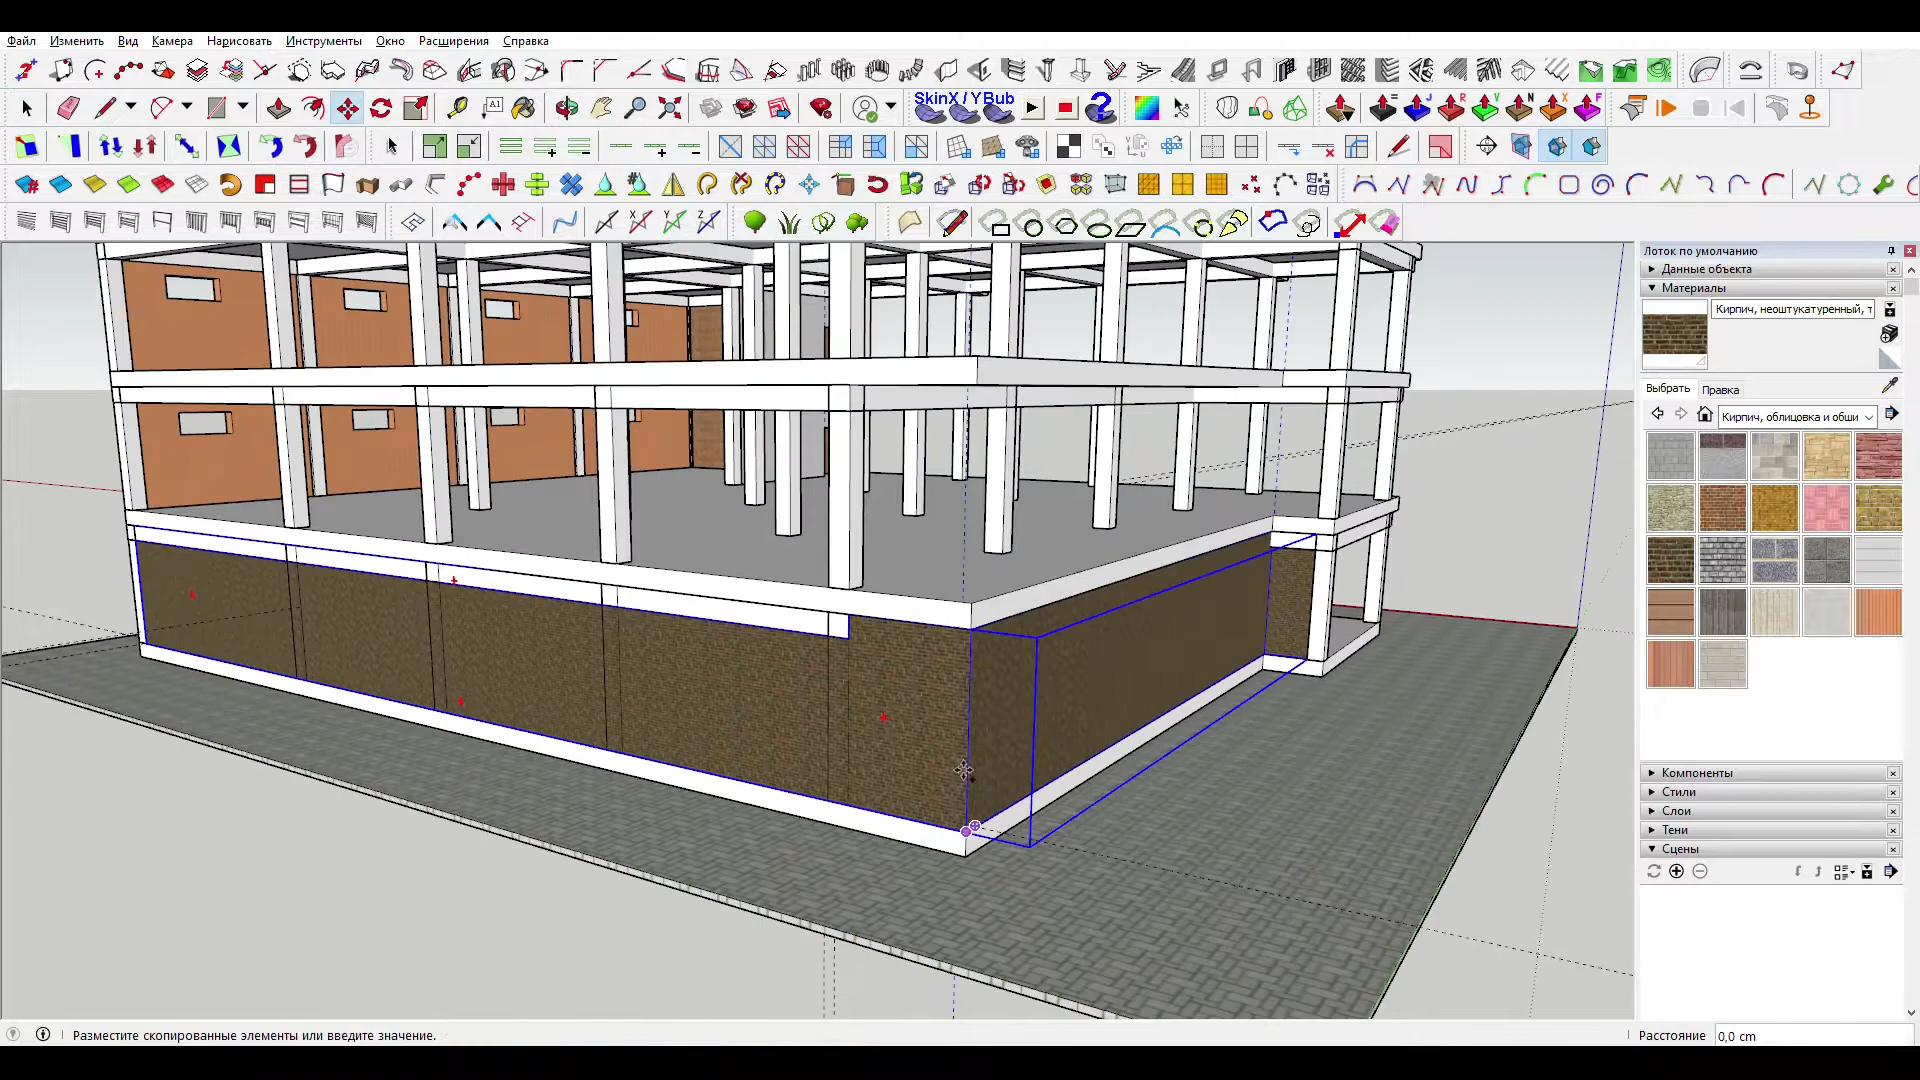 Файл Изменить Вид Камера Нарисовать Инструменты Окно Расширения Справка
A1
SkinX / YBub
X Y Z
Лоток по умолчанию
Данные объекта
Материалы
Кирпич, неоштукатуренный, т
Выбрать Правка
Кирпич, облицовка и обши
Компоненты
Стили
Слои
Тени
Сцены
Разместите скопированные элементы или введите значение.
Расстояние 0,0 cm